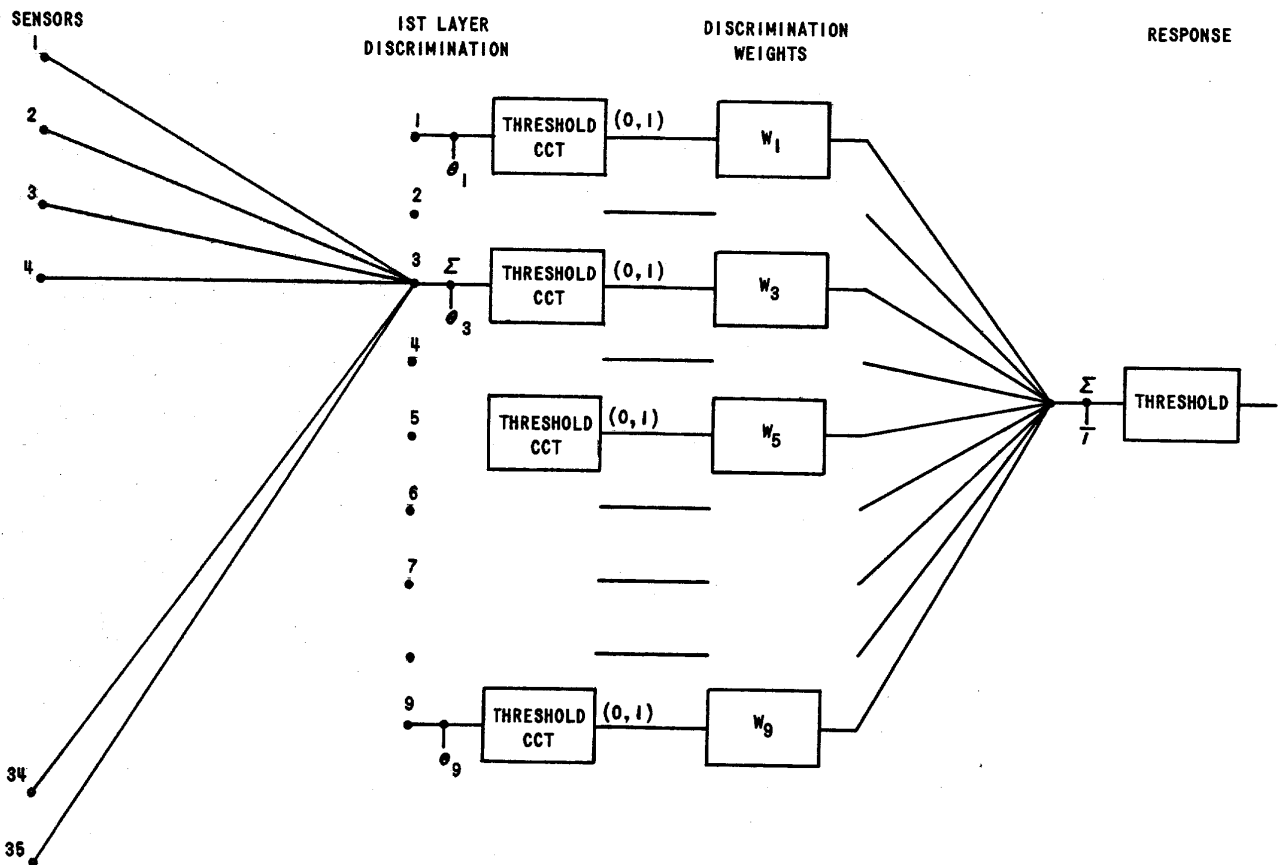 SENSORS
1ST LAYER
DISCRIMINATION
DISCRIMINATION
WEIGHTS
RESPONSE
1
2
3
4
34
35
1
θ1
THRESHOLD
CCT
(0,1)
W1
2
3
Σ
θ3
THRESHOLD
CCT
(0,1)
W3
4
5
THRESHOLD
CCT
(0,1)
W5
6
7
9
θ9
THRESHOLD
CCT
(0,1)
W9
Σ
THRESHOLD